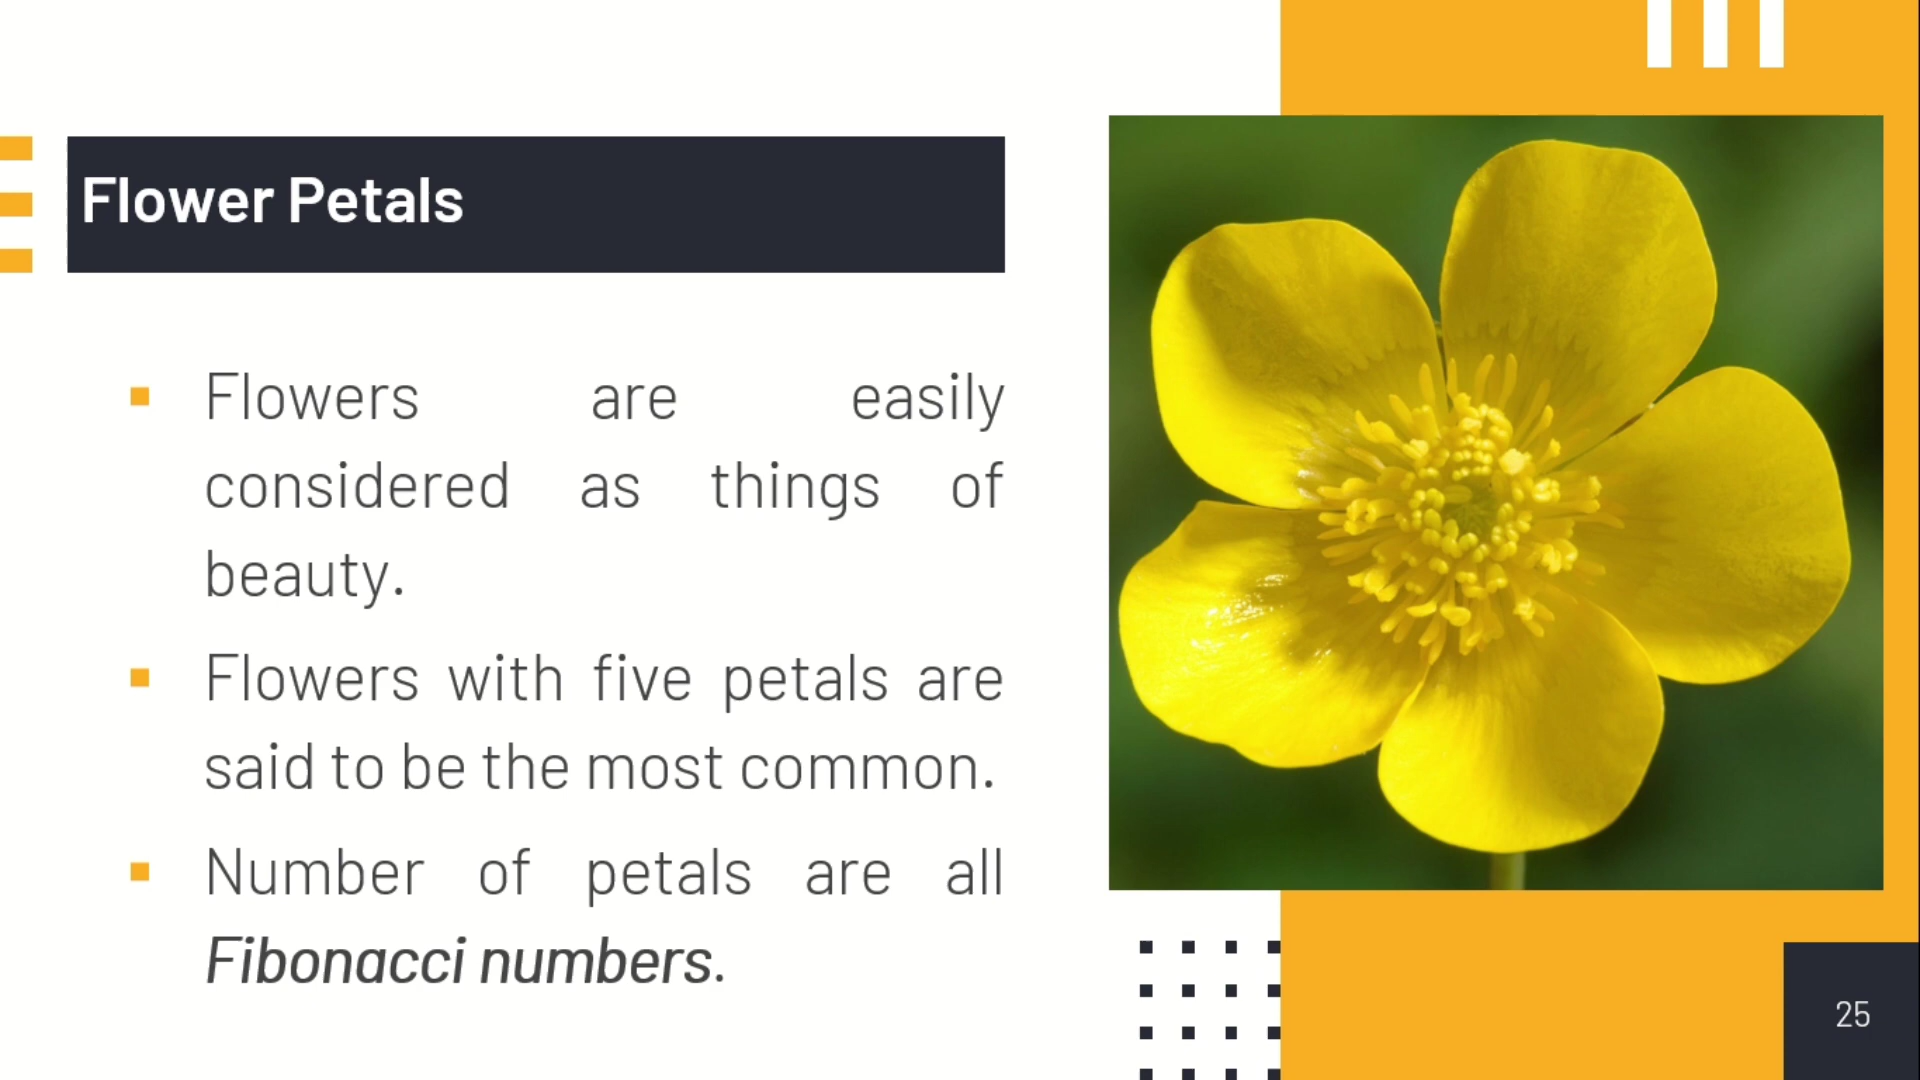 Flower Petals
Flowers are easily
considered as things of
beauty.
Flowers with five petals are
said to be the most common.
Number of petals are all
Fibonacci numbers.
25